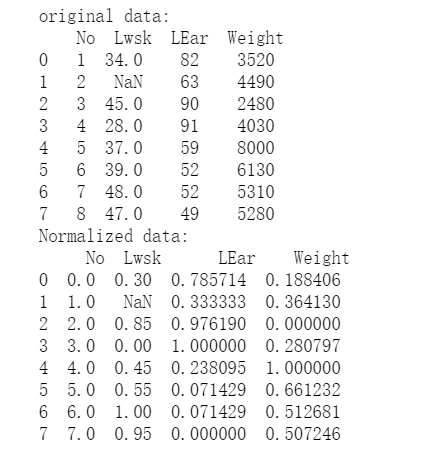 original data:
No Lwsk LEar Weight
0 1 34.0 82 3520
1 2 NaN 63 4490
2 3 45.0 90 2480
3 4 28.0 91 4030
4 5 37.0 59 8000
5 6 39.0 52 6130
6 7 48.0 52 5310
7 8 47.0 49 5280
Normalized data:
No Lwsk LEar Weight
0 0.0 0.30 0.785714 0.188406
1 1.0 NaN 0.333333 0.364130
2 2.0 0.85 0.976190 0.000000
3 3.0 0.00 1.000000 0.280797
4 4.0 0.45 0.238095 1.000000
5 5.0 0.55 0.071429 0.661232
6 6.0 1.00 0.071429 0.512681
7 7.0 0.95 0.000000 0.507246